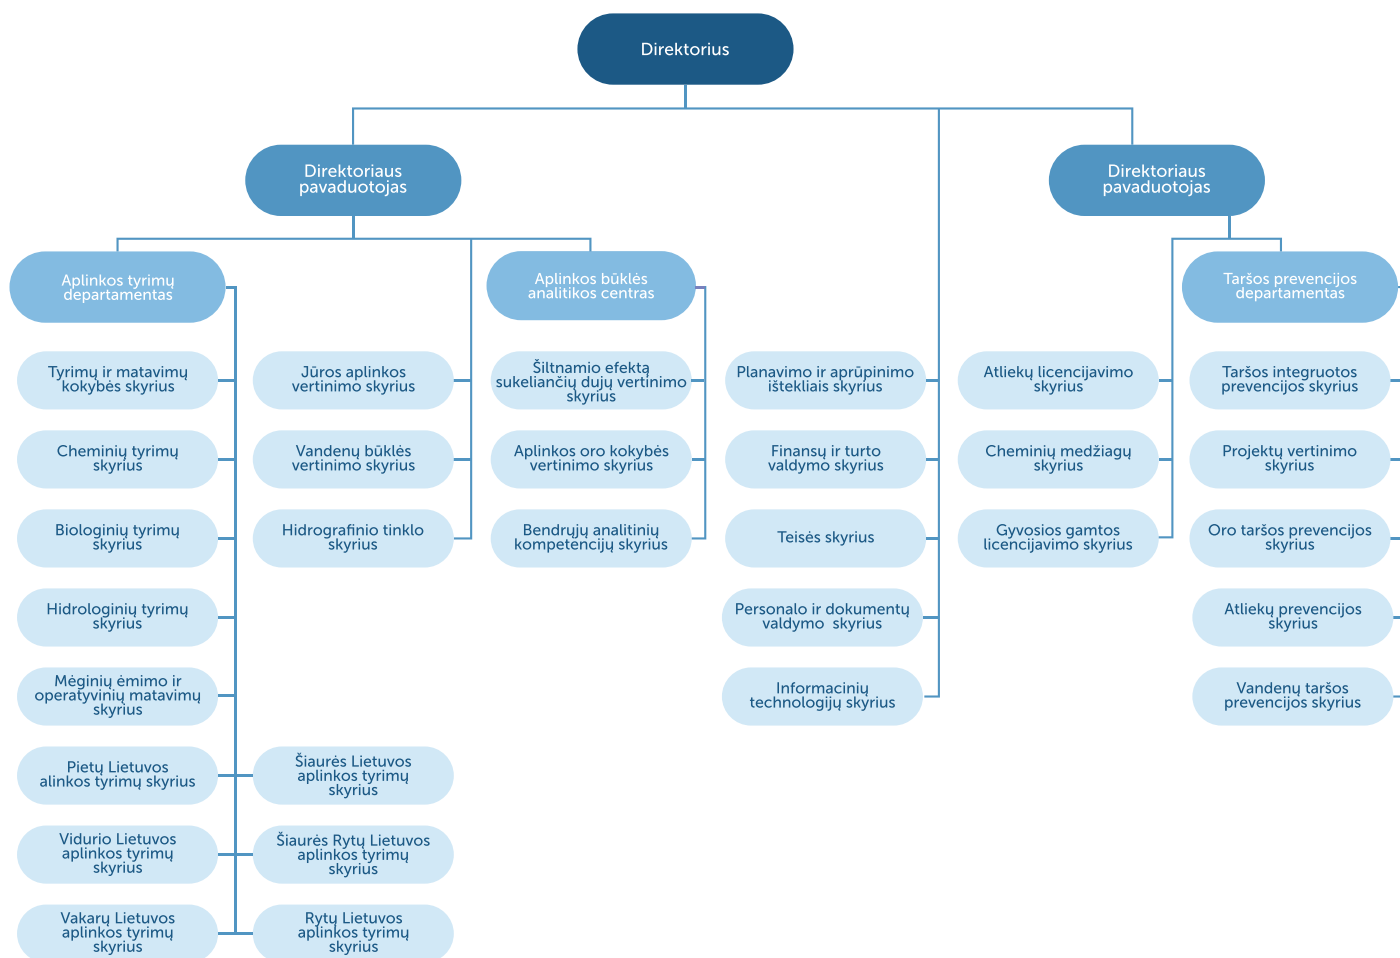 Direktorius
Direktoriaus
pavaduotojas
Direktoriaus
pavaduotojas
Aplinkos tyrimų
departamentas
Aplinkos būklės
analitikos centras
Taršos prevencijos
departamentas
Tyrimų ir matavimų
kokybės skyrius
Jūros aplinkos
vertinimo skyrius
Šiltnamio efektą
sukeliančių dujų vertinimo
skyrius
Planavimo ir aprūpinimo
ištekliais skyrius
Atliekų licencijavimo
skyrius
Taršos integruotos
prevencijos skyrius
Cheminių tyrimų
skyrius
Vandenų būklės
vertinimo skyrius
Aplinkos oro kokybės
vertinimo skyrius
Finansų ir turto
valdymo skyrius
Cheminių medžiagų
skyrius
Projektų vertinimo
skyrius
Biologinių tyrimų
skyrius
Hidrografinio tinklo
skyrius
Bendrųjų analitinių
kompetencijų skyrius
Teisės skyrius
Gyvosios gamtos
licencijavimo skyrius
Oro taršos prevencijos
skyrius
Hidrologinių tyrimų
skyrius
Personalo ir dokumentų
valdymo skyrius
Atliekų prevencijos
skyrius
Mėginių ėmimo ir
operatyvinių matavimų
skyrius
Informacinių
technologijų skyrius
Vandenų taršos
prevencijos skyrius
Pietų Lietuvos
alinkos tyrimų skyrius
Šiaurės Lietuvos
aplinkos tyrimų
skyrius
Vidurio Lietuvos
aplinkos tyrimų
skyrius
Šiaurės Rytų Lietuvos
aplinkos tyrimų
skyrius
Vakarų Lietuvos
aplinkos tyrimų
skyrius
Rytų Lietuvos
aplinkos tyrimų
skyrius